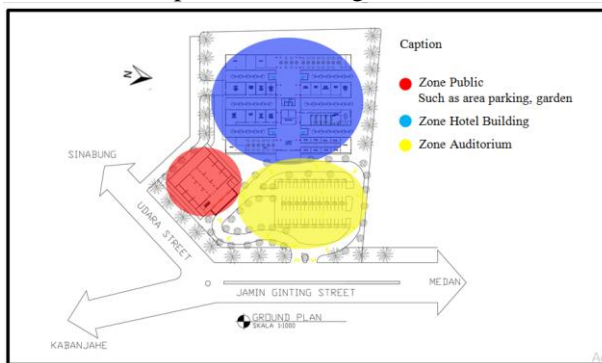 Caption
Zone Public
Such as area parking, garden
Zone Hotel Building
Zone Auditorium
N
SINABUNG
UDARA STREET
MEDAN
JAMIN GINTING STREET
GROUND PLAN
SKALA 1:1000
KABANJAHE